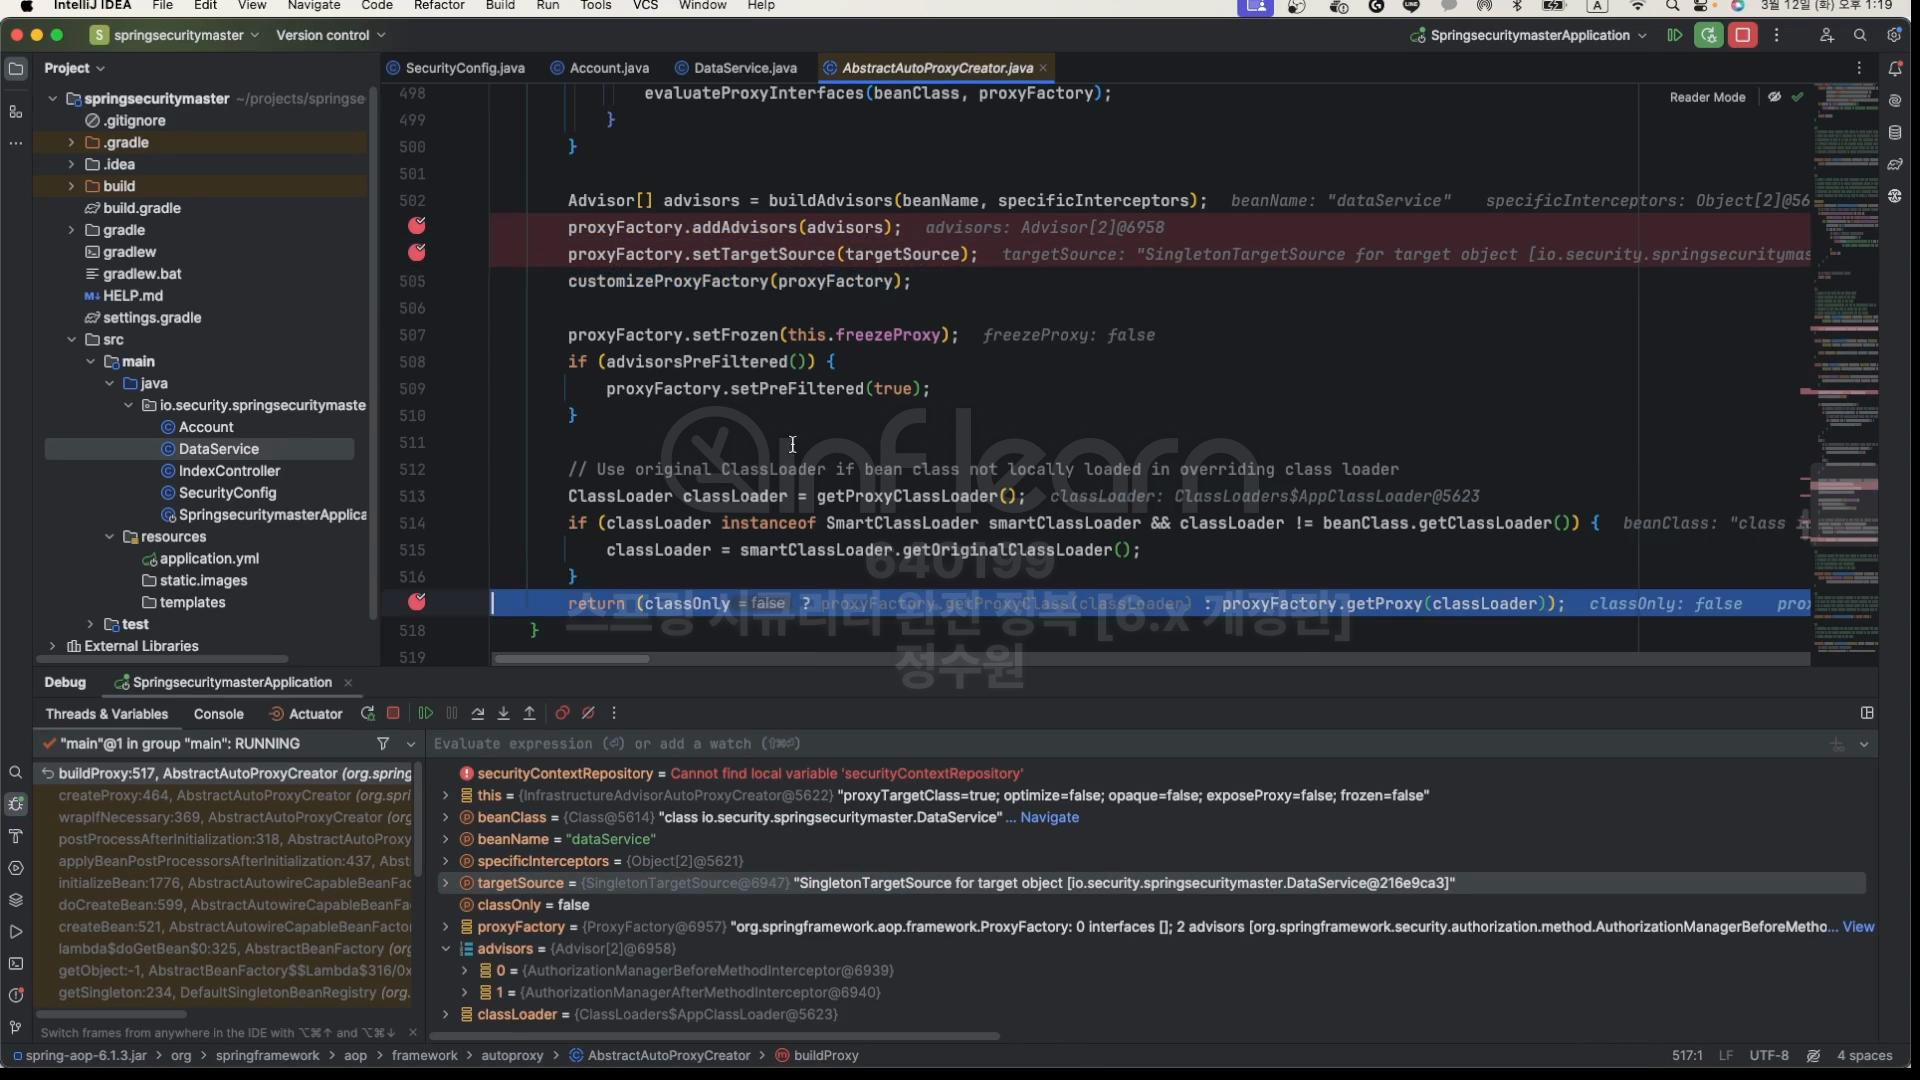 IntelliJ IDEA File Edit View Navigate Code Refactor Build Run Tools VCS Window Help 3월 12일 (화) 오후 1:19
S springsecuritymaster Version control SpringsecuritymasterApplication
Project
SecurityConfig.java Account.java DataService.java AbstractAutoProxyCreator.java
springsecuritymaster ~/projects/springse
.gitignore
.gradle
.idea
build
build.gradle
gradle
gradlew
gradlew.bat
HELP.md
settings.gradle
src
main
java
io.security.springsecuritymaste
Account
DataService
IndexController
SecurityConfig
SpringsecuritymasterApplica
resources
application.yml
static.images
templates
test
External Libraries
Reader Mode
498 evaluateProxyInterfaces(beanClass, proxyFactory);
499 }
500 }
501
502 Advisor[] advisors = buildAdvisors(beanName, specificInterceptors); beanName: "dataService" specificInterceptors: Object[2]@56
proxyFactory.addAdvisors(advisors); advisors: Advisor[2]@6958
proxyFactory.setTargetSource(targetSource); targetSource: "SingletonTargetSource for target object [io.security.springsecuritymas
505 customizeProxyFactory(proxyFactory);
506
507 proxyFactory.setFrozen(this.freezeProxy); freezeProxy: false
508 if (advisorsPreFiltered()) {
509 proxyFactory.setPreFiltered(true);
510 }
511
512 // Use original ClassLoader if bean class not locally loaded in overriding class loader
513 ClassLoader classLoader = getProxyClassLoader(); classLoader: ClassLoaders$AppClassLoader@5623
514 if (classLoader instanceof SmartClassLoader smartClassLoader && classLoader != beanClass.getClassLoader()) { beanClass: "class i
515 classLoader = smartClassLoader.getOriginalClassLoader();
516 }
return (classOnly = false ? proxyFactory.getProxyClass(classLoader) : proxyFactory.getProxy(classLoader)); classOnly: false pro
518 }
519
inflearn
640199
스프링 시큐리티 완전 정복 [6.x 개정판]
정수원
Debug SpringsecuritymasterApplication
Threads & Variables Console Actuator
"main"@1 in group "main": RUNNING
buildProxy:517, AbstractAutoProxyCreator (org.spring
createProxy:464, AbstractAutoProxyCreator (org.spri
wrapIfNecessary:369, AbstractAutoProxyCreator (org
postProcessAfterInitialization:318, AbstractAutoProxy
applyBeanPostProcessorsAfterInitialization:437, Abst
initializeBean:1776, AbstractAutowireCapableBeanFac
doCreateBean:599, AbstractAutowireCapableBeanFac
createBean:521, AbstractAutowireCapableBeanFactor
lambda$doGetBean$0:325, AbstractBeanFactory (org
getObject:-1, AbstractBeanFactory$$Lambda$316/0x
getSingleton:234, DefaultSingletonBeanRegistry (org.
Switch frames from anywhere in the IDE with ⌥⌘↑ and ⌥⌘↓
Evaluate expression (⏎) or add a watch (⇧⌘⏎)
securityContextRepository = Cannot find local variable 'securityContextRepository'
this = {InfrastructureAdvisorAutoProxyCreator@5622} "proxyTargetClass=true; optimize=false; opaque=false; exposeProxy=false; frozen=false"
beanClass = {Class@5614} "class io.security.springsecuritymaster.DataService" ... Navigate
beanName = "dataService"
specificInterceptors = {Object[2]@5621}
targetSource = {SingletonTargetSource@6947} "SingletonTargetSource for target object [io.security.springsecuritymaster.DataService@216e9ca3]"
classOnly = false
proxyFactory = {ProxyFactory@6957} "org.springframework.aop.framework.ProxyFactory: 0 interfaces []; 2 advisors [org.springframework.security.authorization.method.AuthorizationManagerBeforeMetho... View
advisors = {Advisor[2]@6958}
0 = {AuthorizationManagerBeforeMethodInterceptor@6939}
1 = {AuthorizationManagerAfterMethodInterceptor@6940}
classLoader = {ClassLoaders$AppClassLoader@5623}
spring-aop-6.1.3.jar > org > springframework > aop > framework > autoproxy > AbstractAutoProxyCreator > buildProxy 517:1 LF UTF-8 4 spaces